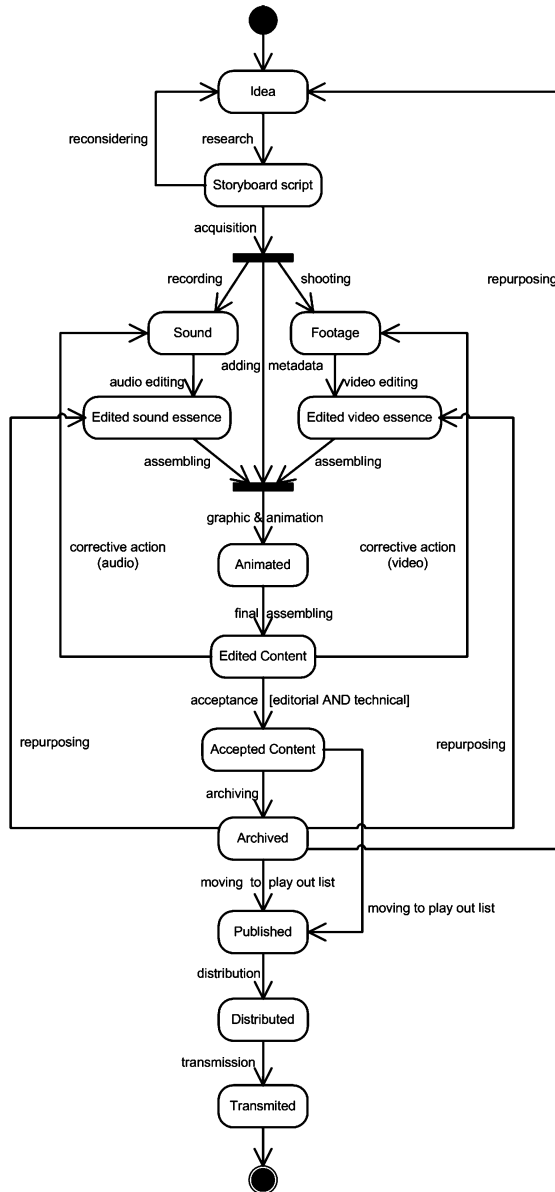 Idea
reconsidering
research
Storyboard script
acquisition
recording
shooting
repurposing
Sound
Footage
adding metadata
audio editing
video editing
Edited sound essence
Edited video essence
assembling
assembling
graphic & animation
corrective action
(audio)
corrective action
(video)
Animated
final assembling
Edited Content
acceptance [editorial AND technical]
repurposing
repurposing
Accepted Content
archiving
Archived
moving to play out list
moving to play out list
Published
distribution
Distributed
transmission
Transmited